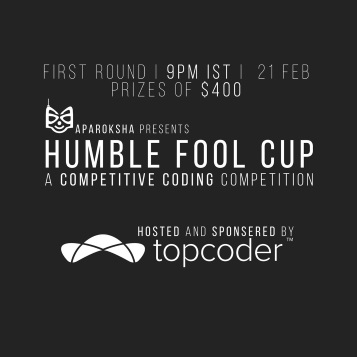 FIRST ROUND | 9PM IST | 21 FEB
PRIZES OF $400
APAROKSHA PRESENTS
HUMBLE FOOL CUP
A COMPETITIVE CODING COMPETITION
HOSTED AND SPONSERED BY
topcoder™